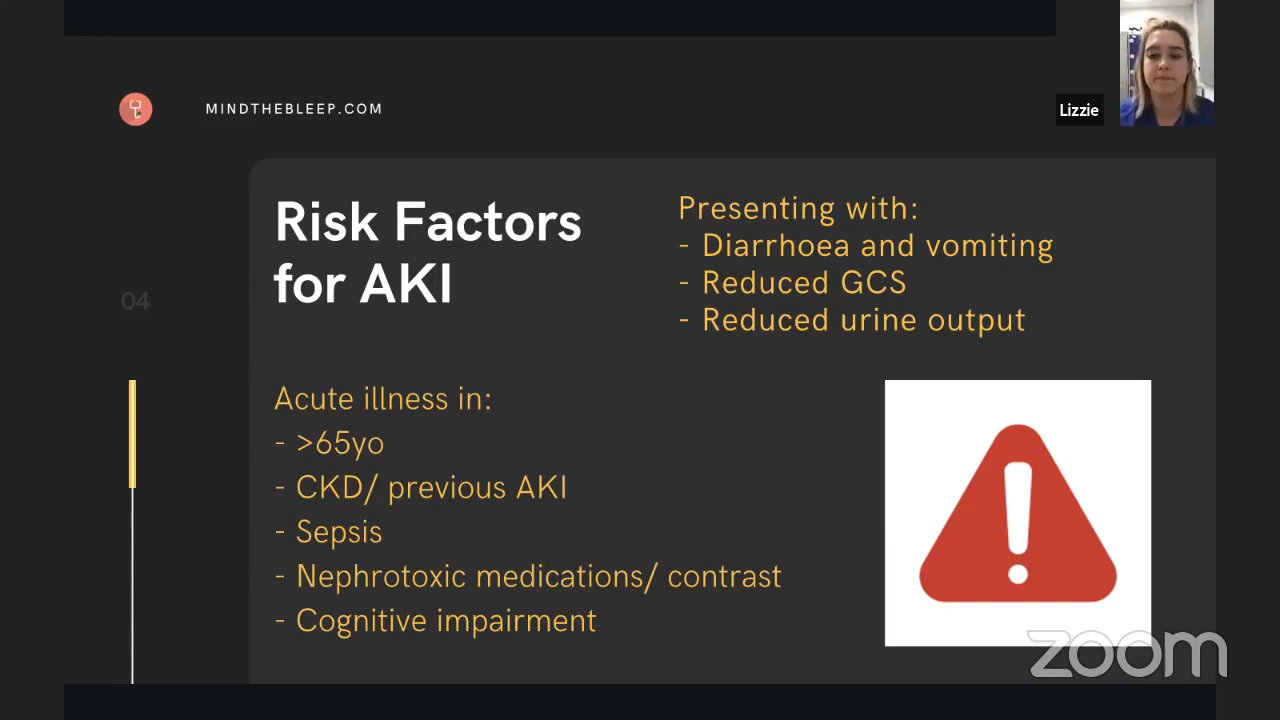 MINDTHEBLEEP.COM
Lizzie
Risk Factors
for AKI
Presenting with:
- Diarrhoea and vomiting
- Reduced GCS
- Reduced urine output
04
Acute illness in:
- >65yo
- CKD/ previous AKI
- Sepsis
- Nephrotoxic medications/ contrast
- Cognitive impairment
zoom